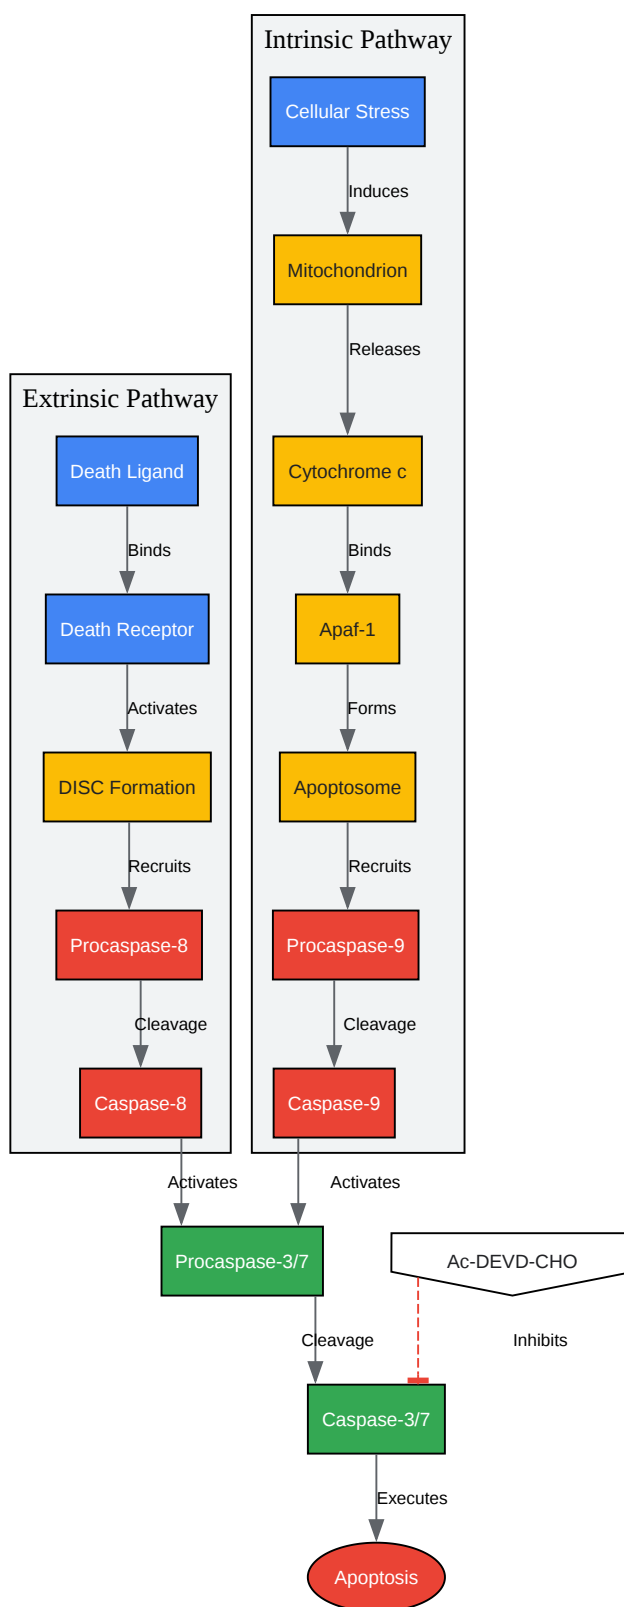 Intrinsic Pathway
Cellular Stress
Induces
Mitochondrion
Releases
Cytochrome c
Binds
Apaf-1
Forms
Apoptosome
Recruits
Procaspase-9
Cleavage
Caspase-9
Activates
Extrinsic Pathway
Death Ligand
Binds
Death Receptor
Activates
DISC Formation
Recruits
Procaspase-8
Cleavage
Caspase-8
Activates
Procaspase-3/7
Cleavage
Ac-DEVD-CHO
Inhibits
Caspase-3/7
Executes
Apoptosis